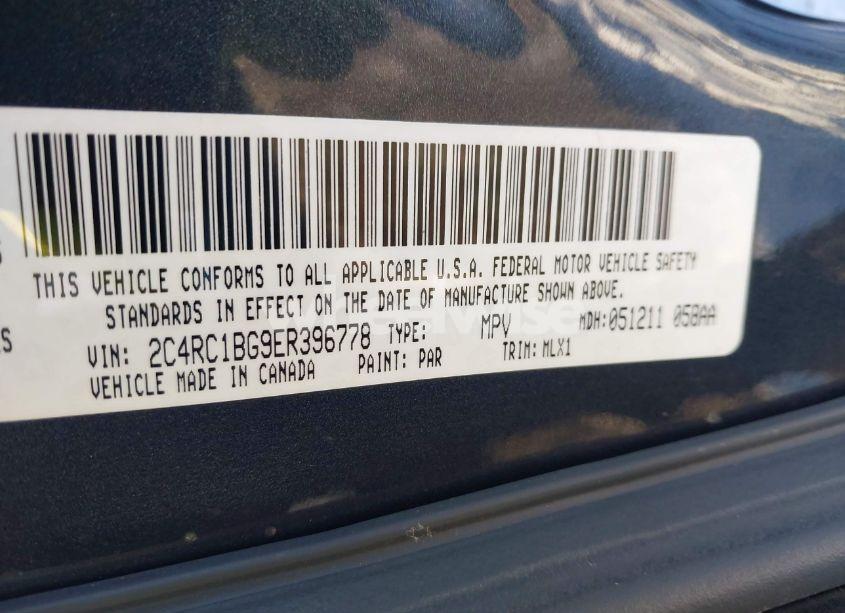 THIS VEHICLE CONFORMS TO ALL APPLICABLE U.S.A. FEDERAL MOTOR VEHICLE SAFETY
STANDARDS IN EFFECT ON THE DATE OF MANUFACTURE SHOWN ABOVE.
VIN: 2C4RC1BG9ER396778 TYPE: MPV MDH: 051211 058AA
VEHICLE MADE IN CANADA PAINT: PAR TRIM: MLX1